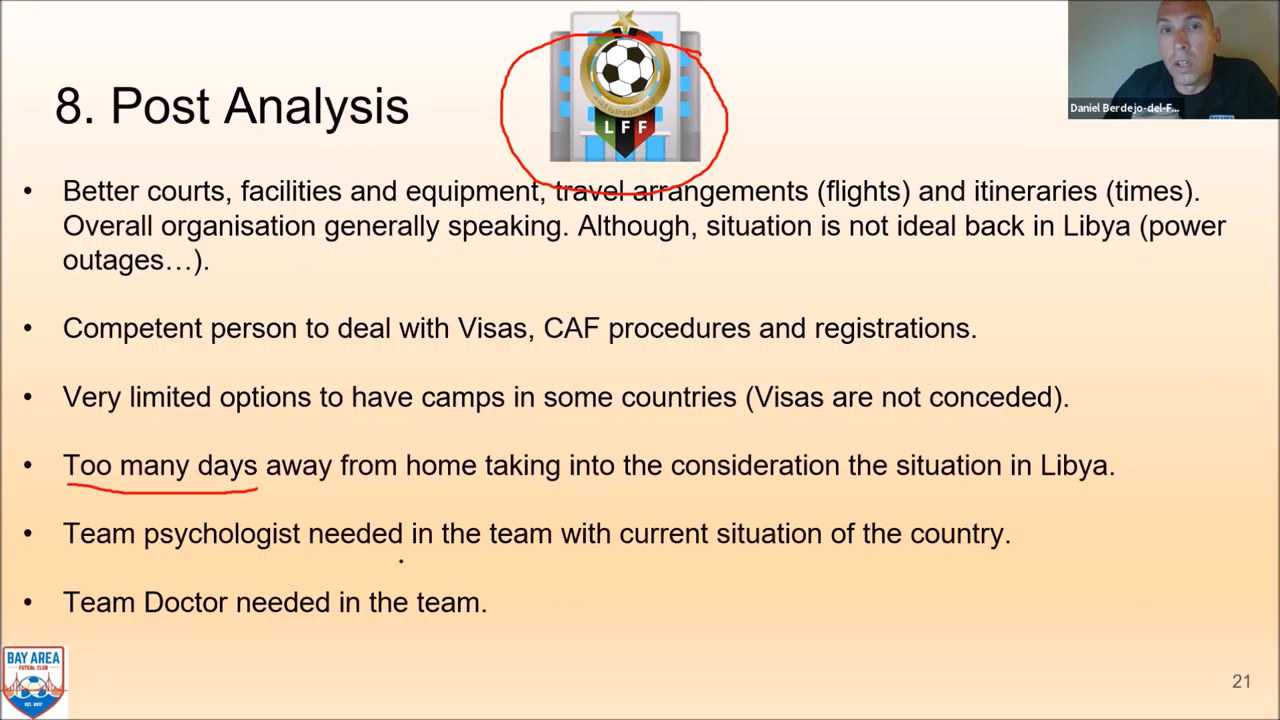 Daniel Berdejo-del-F...
LFF
8. Post Analysis
• Better courts, facilities and equipment, travel arrangements (flights) and itineraries (times).
Overall organisation generally speaking. Although, situation is not ideal back in Libya (power
outages…).
• Competent person to deal with Visas, CAF procedures and registrations.
• Very limited options to have camps in some countries (Visas are not conceded).
• Too many days away from home taking into the consideration the situation in Libya.
• Team psychologist needed in the team with current situation of the country.
• Team Doctor needed in the team.
BAY AREA
FUTSAL CLUB
EST. 2017
21